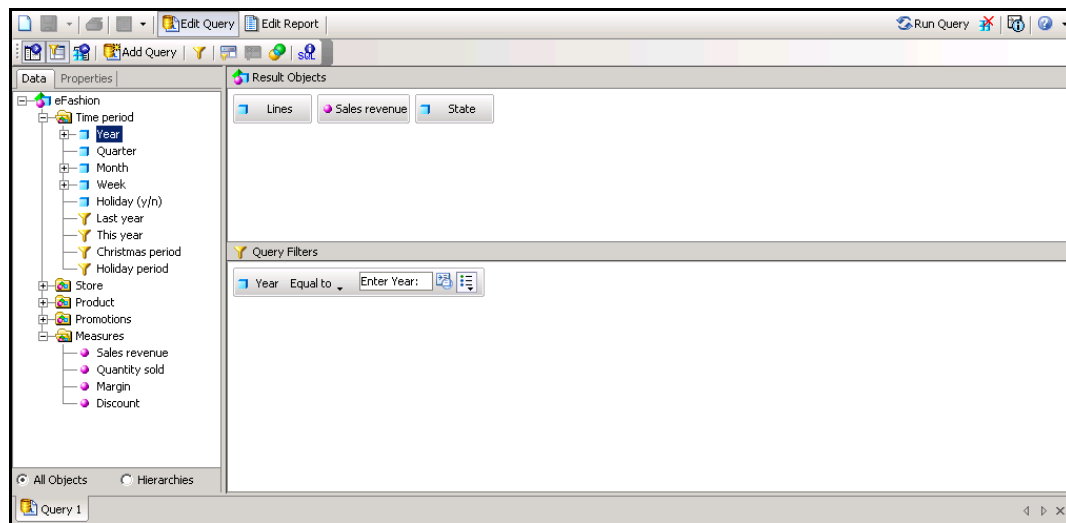 Edit Query Edit Report Run Query
Add Query SQL
Data Properties
eFashion
Time period
Year
Quarter
Month
Week
Holiday (y/n)
Last year
This year
Christmas period
Holiday period
Store
Product
Promotions
Measures
Sales revenue
Quantity sold
Margin
Discount
All Objects Hierarchies
Result Objects
Lines Sales revenue State
Query Filters
Year Equal to Enter Year:
Query 1